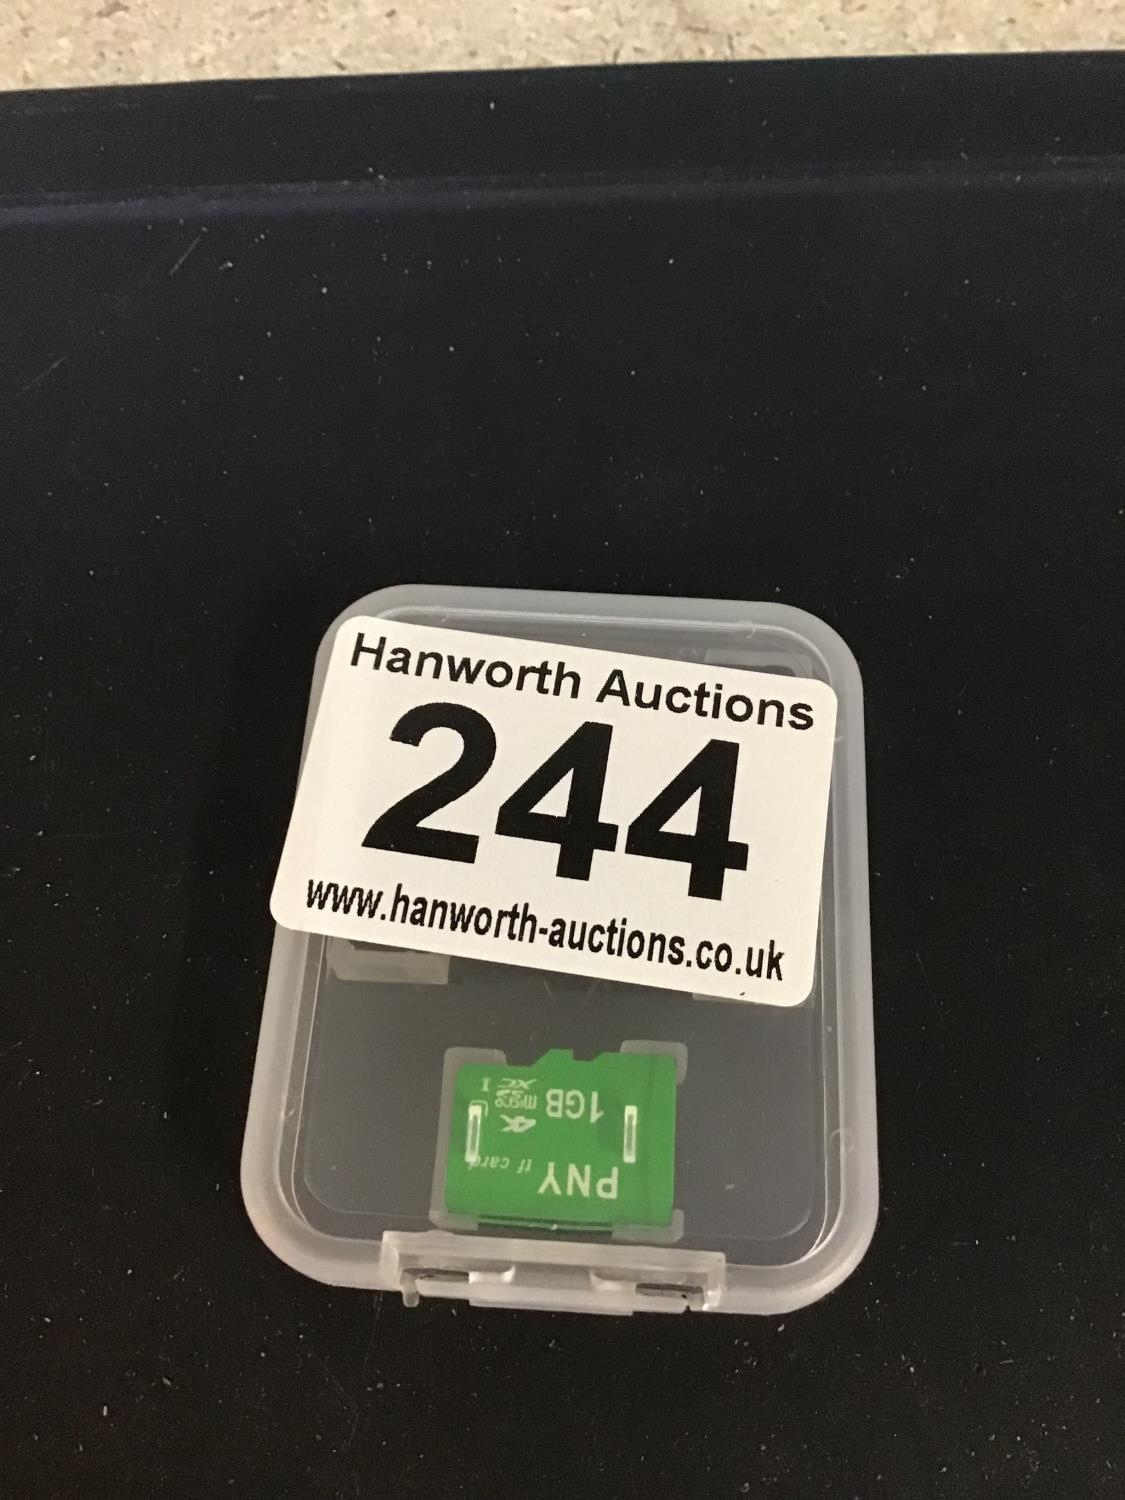 Hanworth Auctions
244
www.hanworth-auctions.co.uk
PNY tf card
4K
1GB micro
XC I